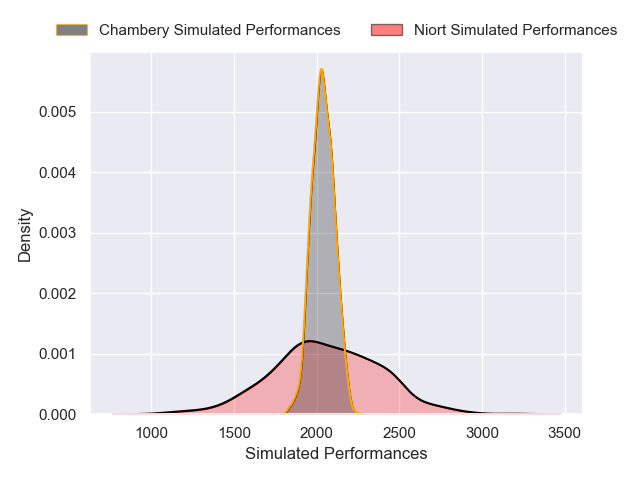 Chambery Simulated Performances
Niort Simulated Performances
0.005
0.004
0.003
0.002
0.001
0.000
Density
1000 1500 2000 2500 3000 3500
Simulated Performances